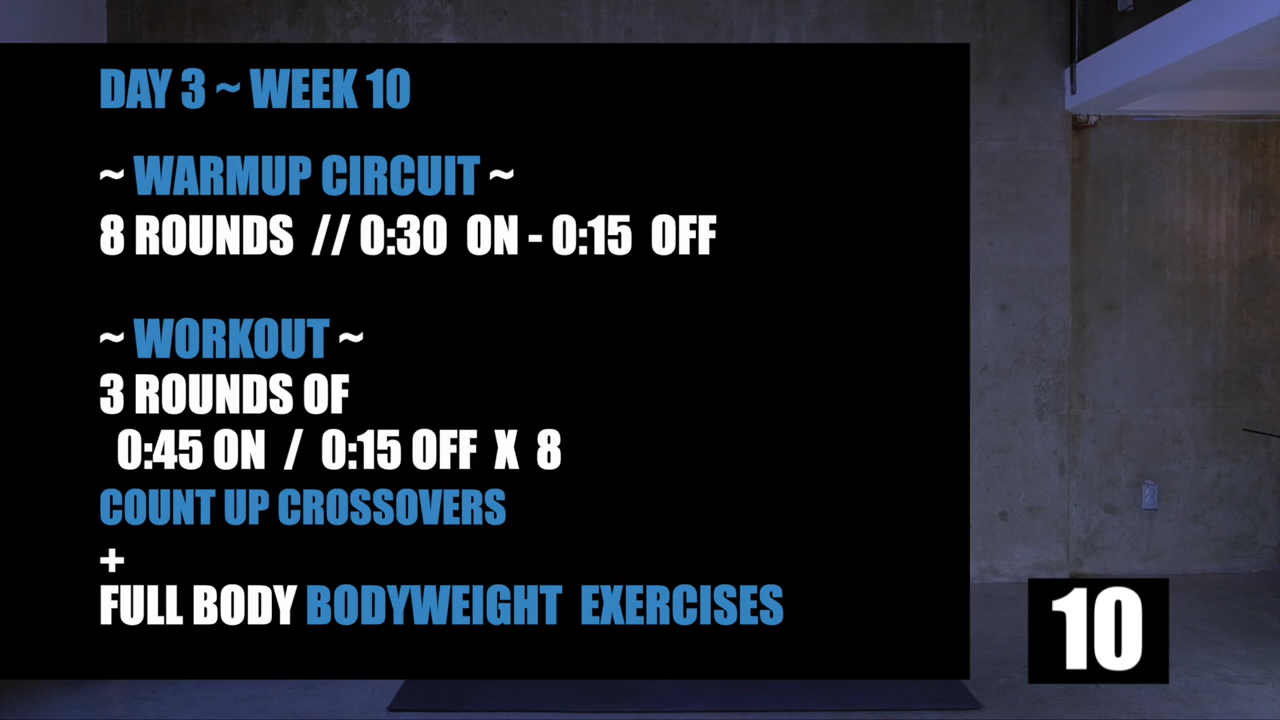 DAY 3 ~ WEEK 10
~ WARMUP CIRCUIT ~
8 ROUNDS // 0:30 ON - 0:15 OFF
~ WORKOUT ~
3 ROUNDS OF
0:45 ON / 0:15 OFF X 8
COUNT UP CROSSOVERS
+
FULL BODY BODYWEIGHT EXERCISES
10